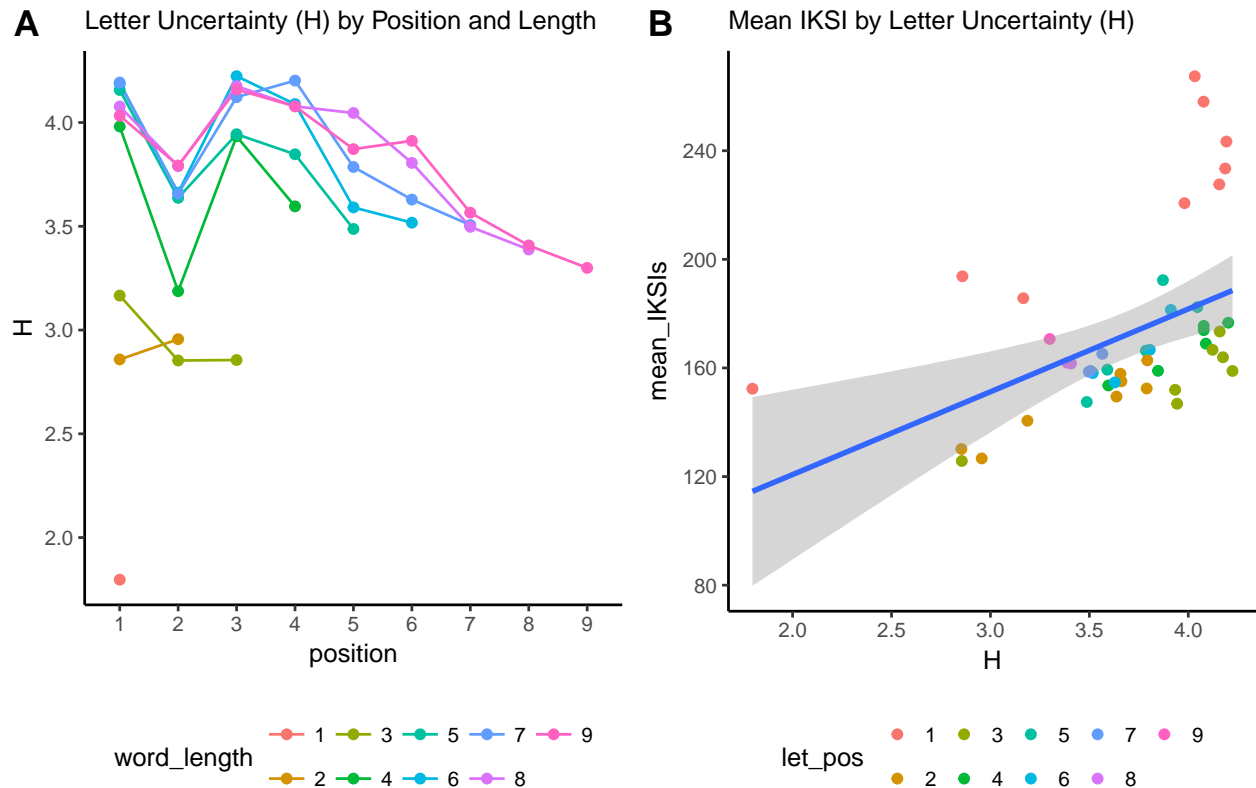 A
Letter Uncertainty (H) by Position and Length
H
4.0
3.5
3.0
2.5
2.0
1 2 3 4 5 6 7 8 9
position
word_length
1 3 5 7 9
2 4 6 8
B
Mean IKSI by Letter Uncertainty (H)
mean_IKSIs
240
200
160
120
80
2.0 2.5 3.0 3.5 4.0
H
let_pos
1 3 5 7 9
2 4 6 8